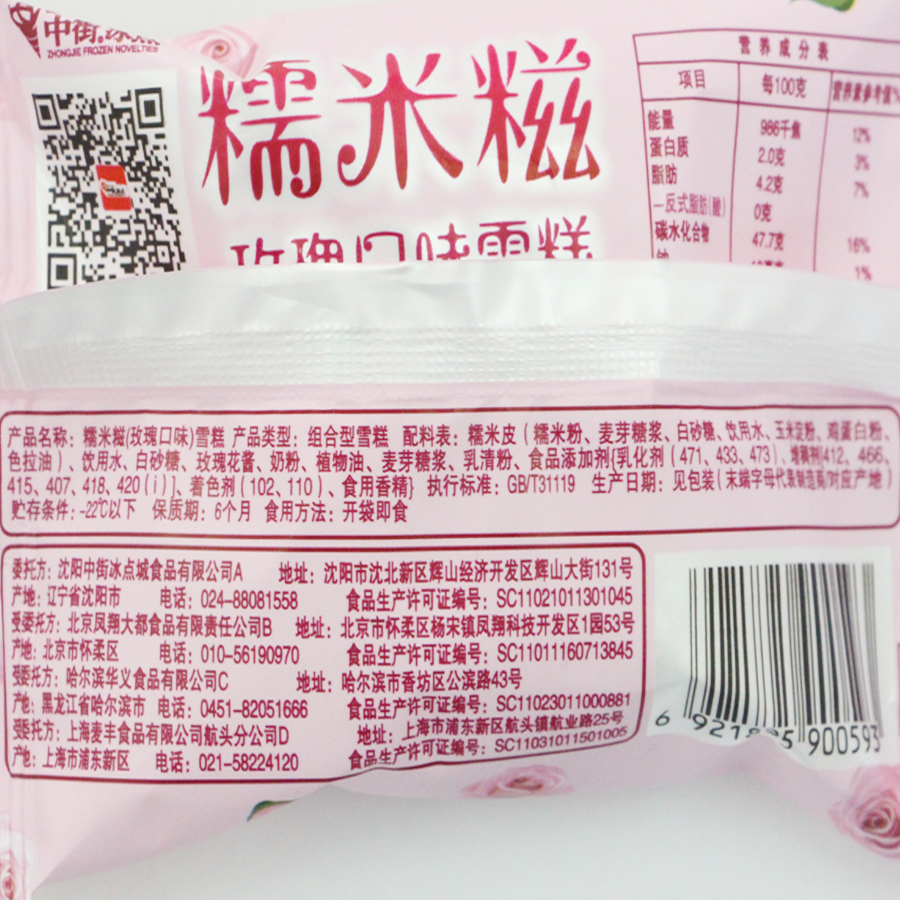 中街
ZHONGJIE FROZEN NOVELTIES
糯米糍
玫瑰口味雪糕
营养成分表
项目 每100克 营养素参考值%
能量 986千焦 12%
蛋白质 2.0克 3%
脂肪 4.2克 7%
—反式脂肪(酸) 0克
碳水化合物 47.7克 16%
钠 1%
产品名称：糯米糍(玫瑰口味)雪糕 产品类型：组合型雪糕 配料表：糯米皮（糯米粉、麦芽糖浆、白砂糖、饮用水、玉米淀粉、鸡蛋白粉、
色拉油）、饮用水、白砂糖、玫瑰花酱、奶粉、植物油、麦芽糖浆、乳清粉、食品添加剂{乳化剂（471、433、473）、增稠剂[412、466、
415、407、418、420(i)]、着色剂（102、110）、食用香精} 执行标准：GB/T31119 生产日期：见包装(末端字母代表制造商/对应产地)
贮存条件：-22℃以下 保质期：6个月 食用方法：开袋即食
委托方：沈阳中街冰点城食品有限公司A 地址：沈阳市沈北新区辉山经济开发区辉山大街131号
产地：辽宁省沈阳市 电话：024-88081558 食品生产许可证编号：SC11021011301045
受委托方：北京凤翔大都食品有限责任公司B 地址：北京市怀柔区杨宋镇凤翔科技开发区1园53号
产地：北京市怀柔区 电话：010-56190970 食品生产许可证编号：SC11011160713845
受委托方：哈尔滨华义食品有限公司C 地址：哈尔滨市香坊区公滨路43号
产地：黑龙江省哈尔滨市 电话：0451-82051666 食品生产许可证编号：SC11023011000881
受委托方：上海麦丰食品有限公司航头分公司D 地址：上海市浦东新区航头镇航业路25号
产地：上海市浦东新区 电话：021-58224120 食品生产许可证编号：SC11031011501005
6 900593